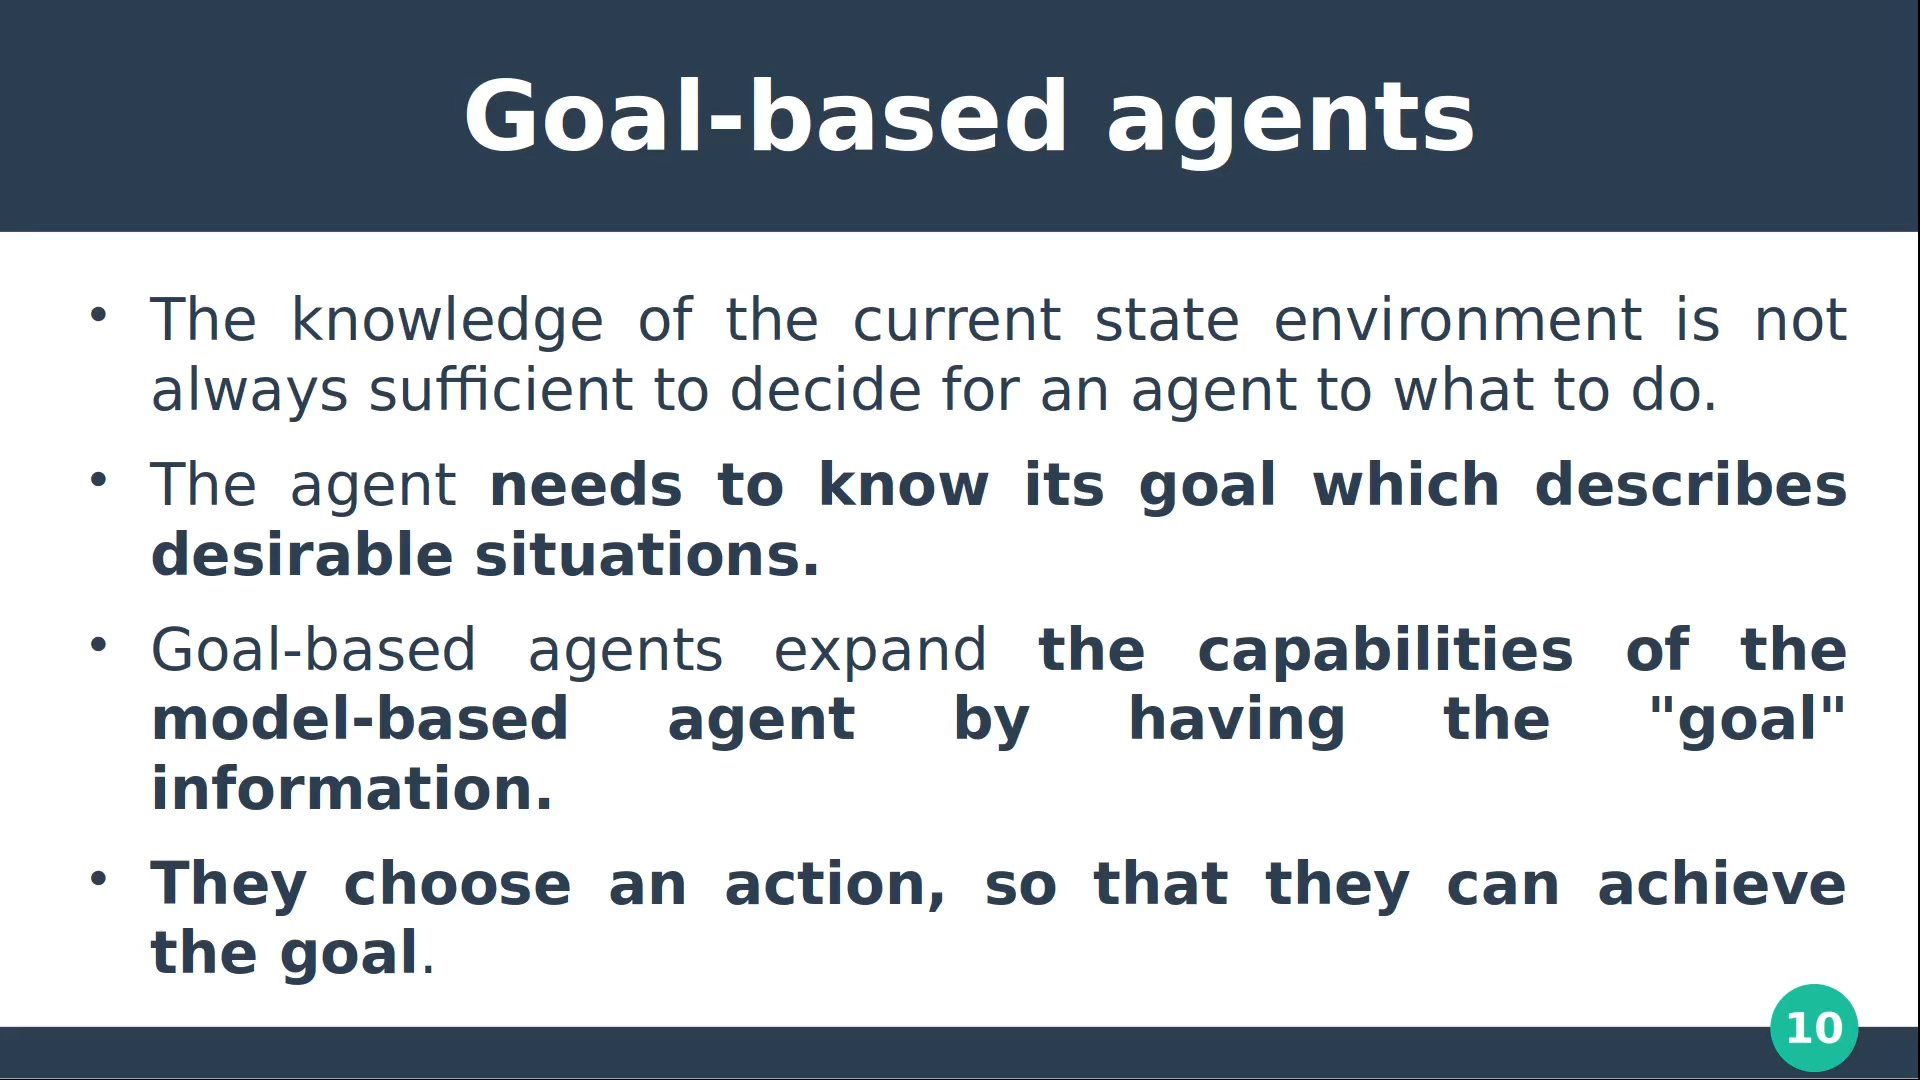 Goal-based agents
• The knowledge of the current state environment is not
always sufficient to decide for an agent to what to do.
• The agent needs to know its goal which describes
desirable situations.
• Goal-based agents expand the capabilities of the
model-based agent by having the "goal"
information.
• They choose an action, so that they can achieve
the goal.
10